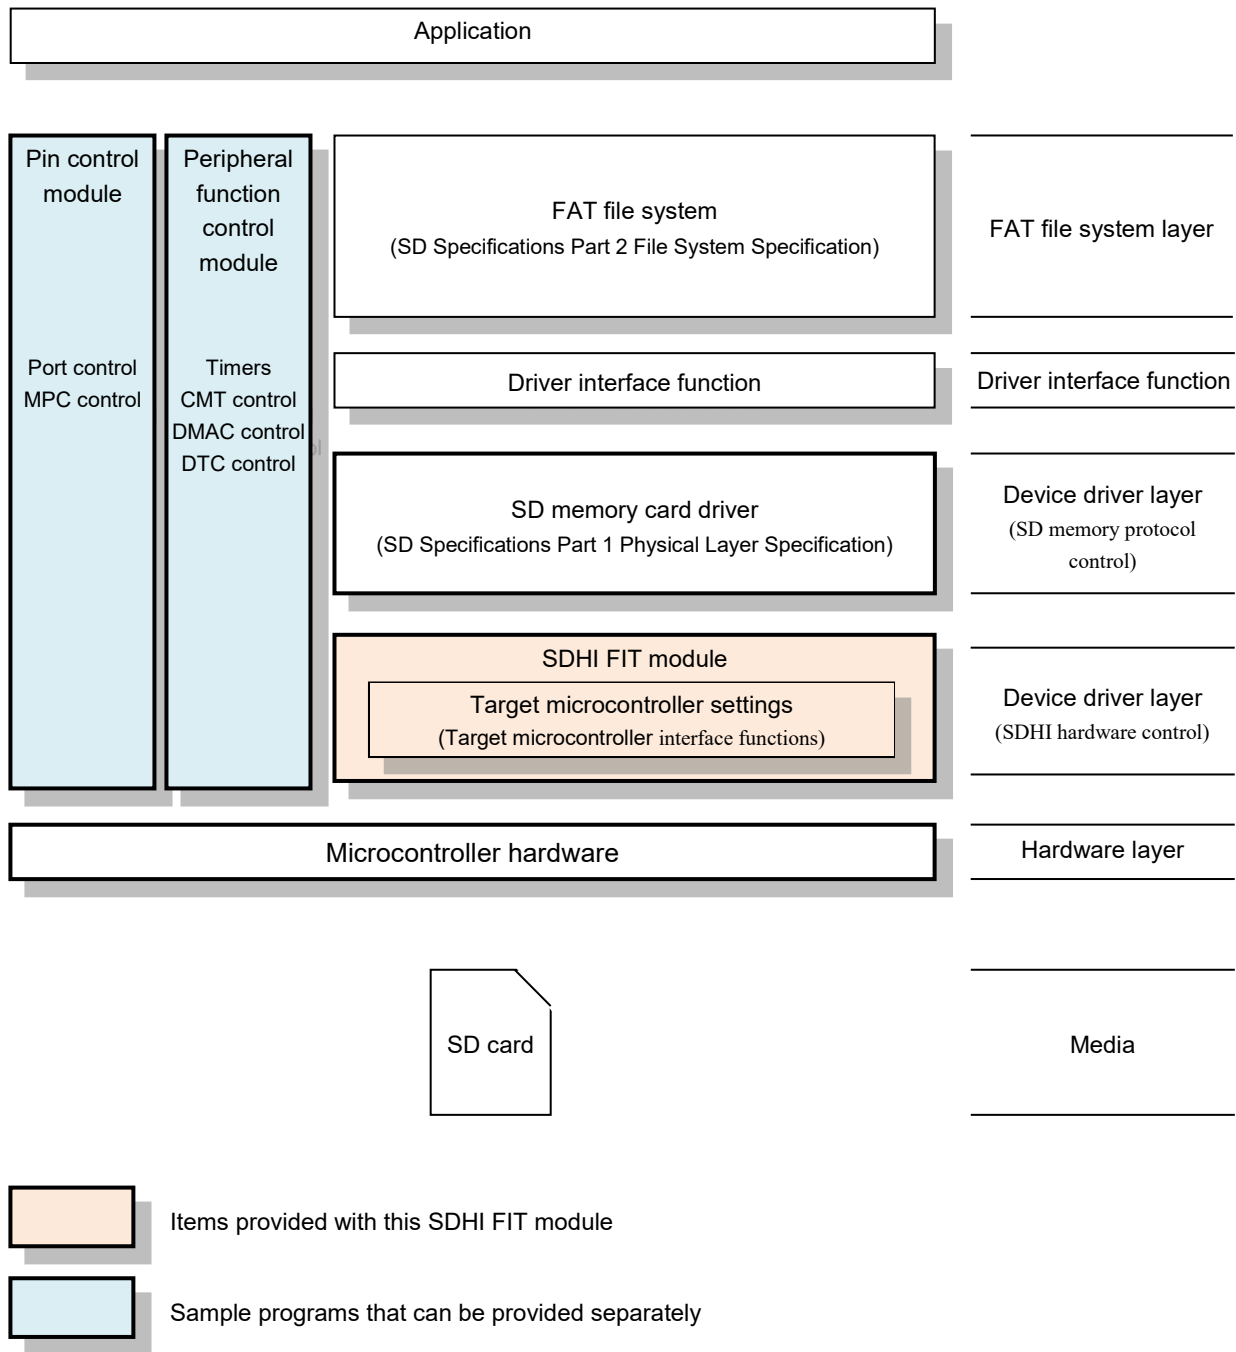 Application
Pin control
module
Port control
MPC control
Peripheral
function
control
module
Timers
CMT control
DMAC control
DTC control
FAT file system
(SD Specifications Part 2 File System Specification)
FAT file system layer
Driver interface function
Driver interface function
SD memory card driver
(SD Specifications Part 1 Physical Layer Specification)
Device driver layer
(SD memory protocol
control)
SDHI FIT module
Target microcontroller settings
(Target microcontroller interface functions)
Device driver layer
(SDHI hardware control)
Microcontroller hardware
Hardware layer
SD card
Media
Items provided with this SDHI FIT module
Sample programs that can be provided separately